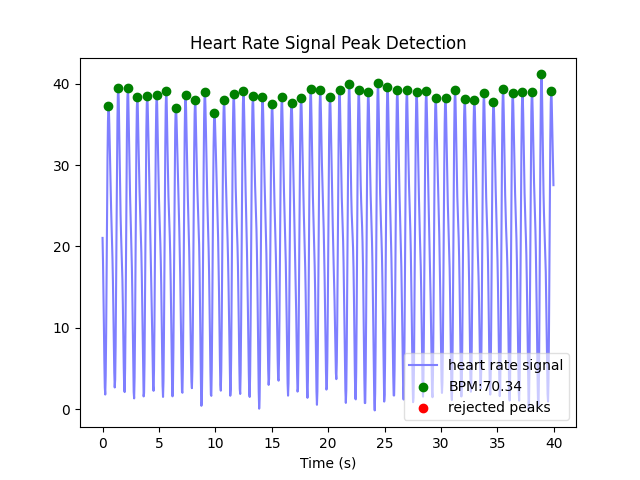 Heart Rate Signal Peak Detection
40
30
20
10
0
heart rate signal
BPM:70.34
rejected peaks
0 5 10 15 20 25 30 35 40
Time (s)